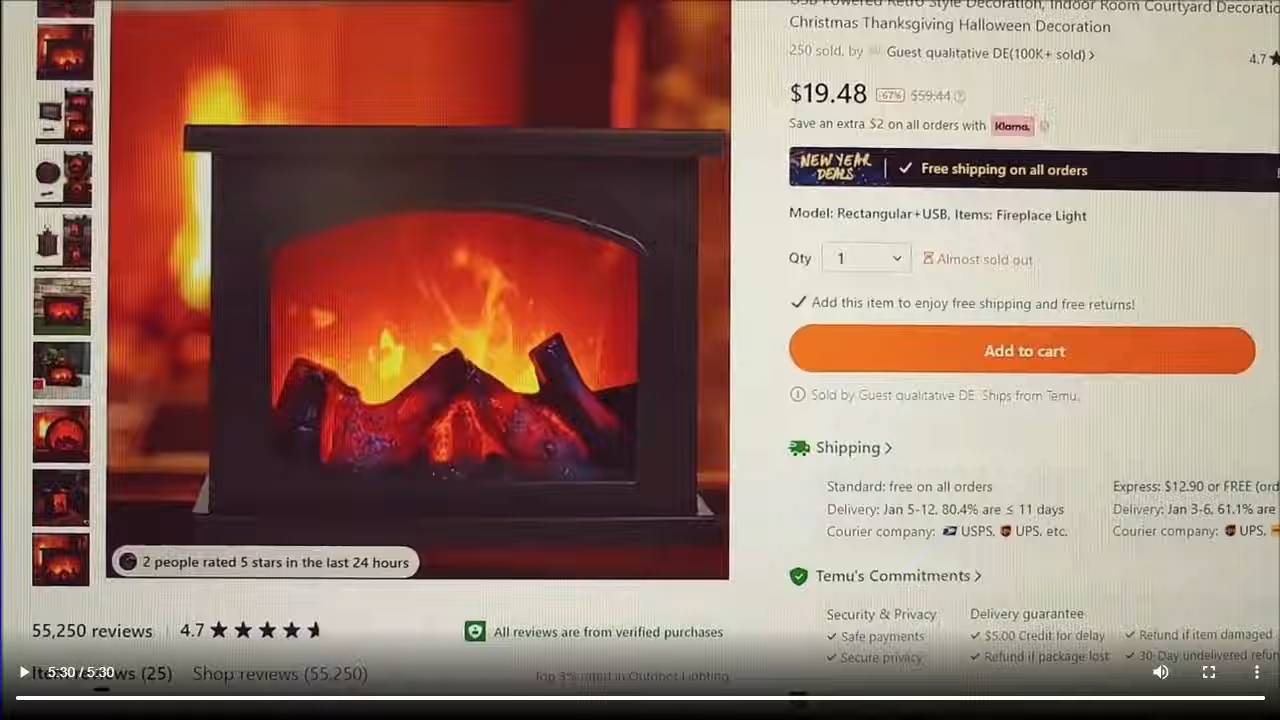 USB Powered Retro Style Decoration, Indoor Room Courtyard Decoratio
Christmas Thanksgiving Halloween Decoration
250 sold, by Guest qualitative DE(100K+ sold) >
4.7
$19.48 -67% $59.44
Save an extra $2 on all orders with Klarna.
NEW YEAR DEALS
Free shipping on all orders
Model: Rectangular+USB, Items: Fireplace Light
Qty 1 Almost sold out
Add this item to enjoy free shipping and free returns!
Add to cart
Sold by Guest qualitative DE. Ships from Temu.
Shipping >
Standard: free on all orders
Delivery: Jan 5-12, 80.4% are ≤ 11 days
Courier company: USPS, UPS, etc.
Express: $12.90 or FREE (ord
Delivery: Jan 3-6, 61.1% are
Courier company: UPS,
2 people rated 5 stars in the last 24 hours
Temu's Commitments >
Security & Privacy
Safe payments
Secure privacy
Delivery guarantee
$5.00 Credit for delay
Refund if package lost
Refund if item damaged
30-Day undelivered refun
55,250 reviews 4.7
All reviews are from verified purchases
5:30 / 5:30
Item reviews (25) Shop reviews (55,250)
Top 3% rated in Outdoor Lighting